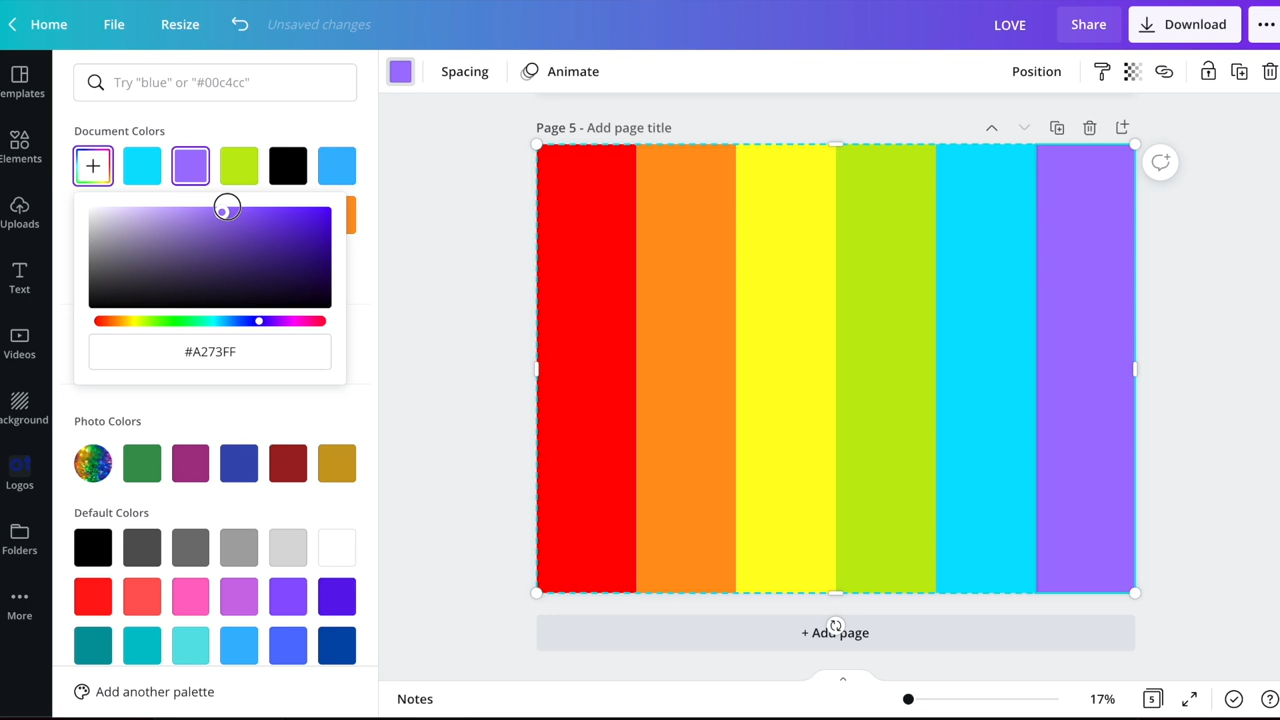 Home File Resize Unsaved changes LOVE Share Download
Try "blue" or "#00c4cc"
Spacing Animate Position
emplates
Document Colors
Page 5 - Add page title
Elements
Uploads
Text
Videos
#A273FF
ackground
Photo Colors
Logos
Default Colors
Folders
More
+ Add page
Add another palette
Notes 17% 5